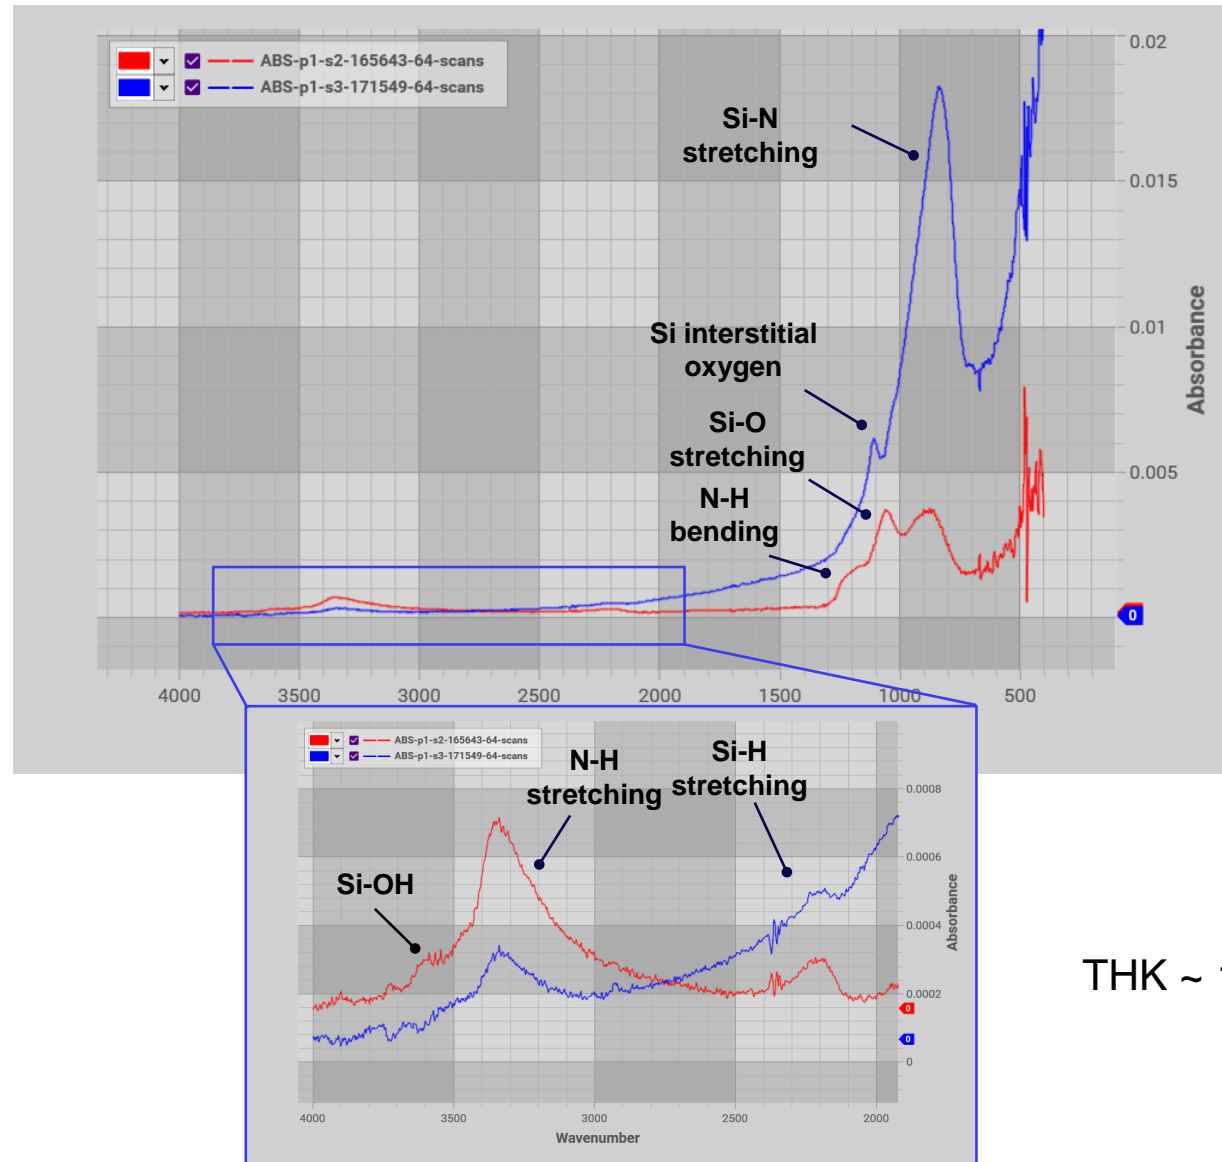 ABS-p1-s2-165643-64-scans
ABS-p1-s3-171549-64-scans
0.02
Si-N
stretching
0.015
Si interstitial
oxygen
0.01
Absorbance
Si-O
stretching
0.005
N-H
bending
0
4000 3500 3000 2500 2000 1500 1000 500
ABS-p1-s2-165643-64-scans
ABS-p1-s3-171549-64-scans
N-H
stretching
Si-H
stretching
0.0008
0.0006
Si-OH
Absorbance
0.0004
0.0002
0
0
0
4000 3500 3000 2500 2000
Wavenumber
THK ~